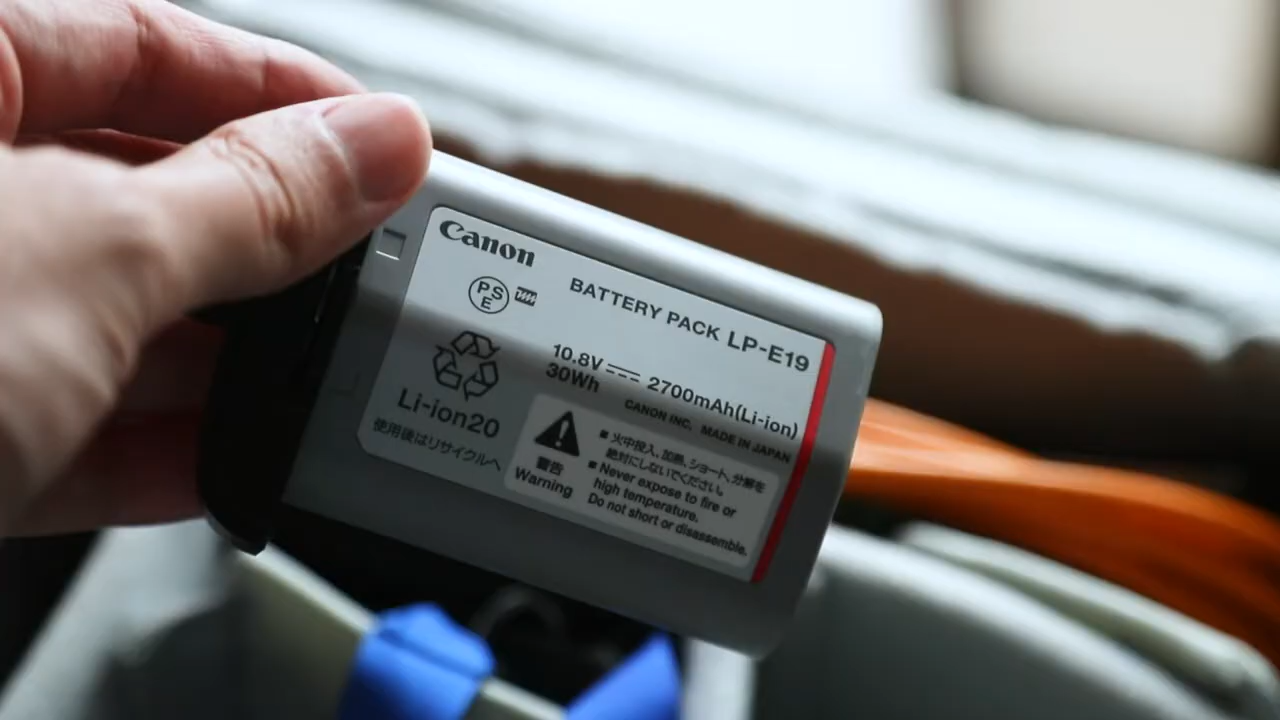 Canon
PSE
BATTERY PACK LP-E19
10.8V 2700mAh(Li-ion)
30Wh
CANON INC. MADE IN JAPAN
Li-ion20
使用後はリサイクルへ
警告
Warning
■ 火中投入、加熱、ショート、分解を
絶対にしないでください。
■ Never expose to fire or
high temperature.
Do not short or disassemble.